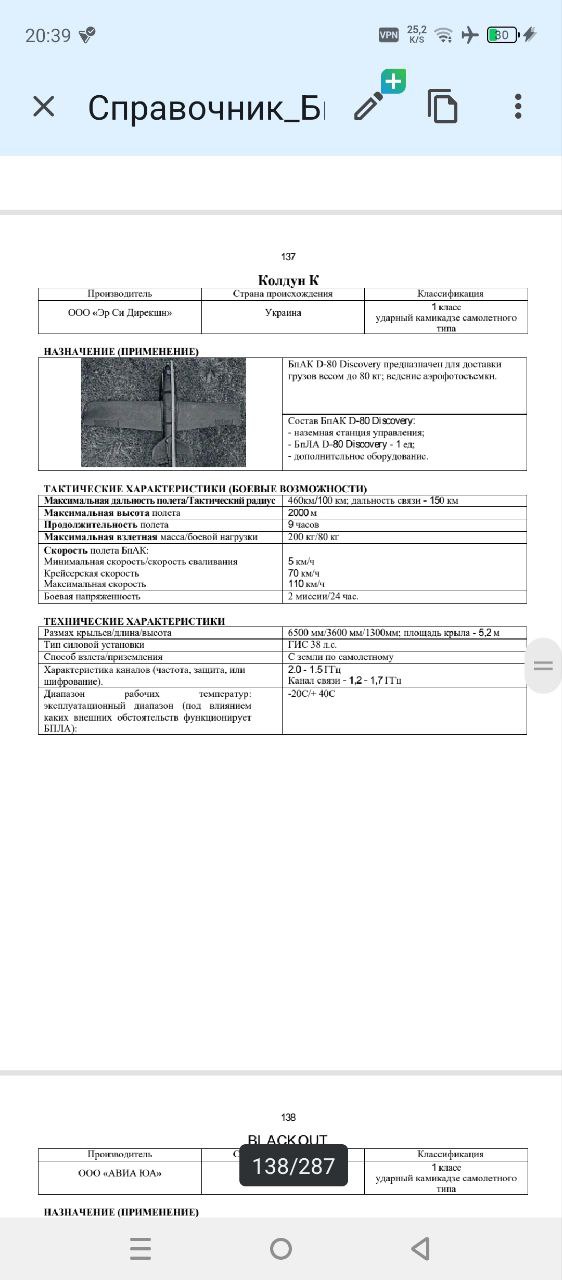 20:39
VPN 25,2 K/S 30
Справочник_Б
137
Колдун К
Производитель Страна происхождения Классификация
ООО «Эр Си Дирекшн» Украина 1 класс
ударный камикадзе самолетного
типа
НАЗНАЧЕНИЕ (ПРИМЕНЕНИЕ)
БпАК D-80 Discovery предназначен для доставки
грузов весом до 80 кг; ведение аэрофотосъемки.
Состав БпАК D-80 Discovery:
- наземная станция управления;
- БпЛА D-80 Discovery - 1 ед;
- дополнительное оборудование.
ТАКТИЧЕСКИЕ ХАРАКТЕРИСТИКИ (БОЕВЫЕ ВОЗМОЖНОСТИ)
Максимальная дальность полета/Тактический радиус 460км/100 км; дальность связи - 150 км
Максимальная высота полета 2000 м
Продолжительность полета 9 часов
Максимальная взлетная масса/боевой нагрузки 200 кг/80 кг
Скорость полета БпАК:
Минимальная скорость/скорость сваливания 5 км/ч
Крейсерская скорость 70 км/ч
Максимальная скорость 110 км/ч
Боевая напряженность 2 миссии/24 час.
ТЕХНИЧЕСКИЕ ХАРАКТЕРИСТИКИ
Размах крыльев/длина/высота 6500 мм/3600 мм/1300мм; площадь крыла - 5,2 м
Тип силовой установки ГИС 38 л.с.
Способ взлета/приземления С земли по самолетному
Характеристика каналов (частота, защита, или 2.0 - 1.5 ГГц
шифрование). Канал связи - 1,2 - 1,7 ГГц
Диапазон рабочих температур: -20С/+ 40С
эксплуатационный диапазон (под влиянием
каких внешних обстоятельств функционирует
БПЛА):
138
BLACKOUT
Производитель С Классификация
138/287
ООО «АВИА ЮА» 1 класс
ударный камикадзе самолетного
типа
НАЗНАЧЕНИЕ (ПРИМЕНЕНИЕ)